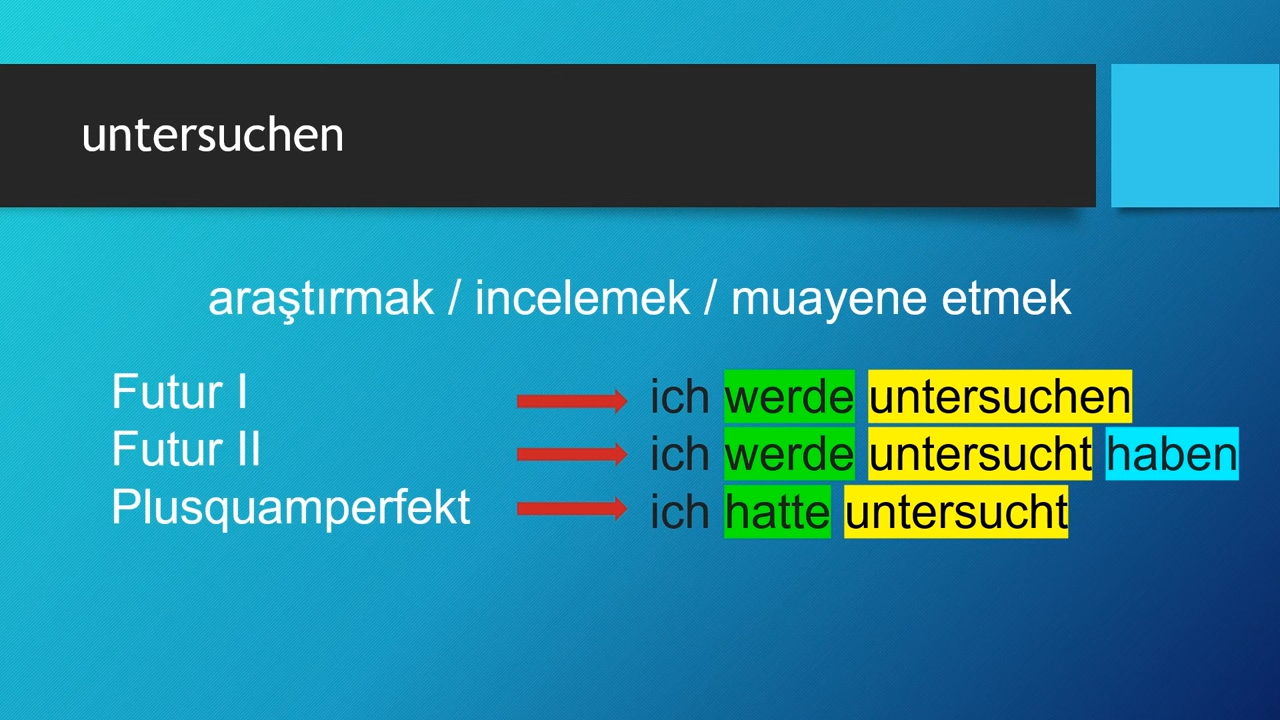 untersuchen
araştırmak / incelemek / muayene etmek
Futur I ich werde untersuchen
Futur II ich werde untersucht haben
Plusquamperfekt ich hatte untersucht